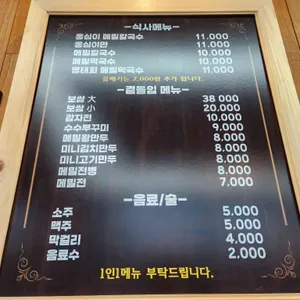 -식사메뉴-
옹심이 메밀칼국수 11.000
옹심이만 11.000
메밀칼국수 10.000
메밀막국수 10.000
명태회 메밀막국수 11.000
곱빼기는 2.000원 추가 됩니다.
-곁들임 메뉴-
보쌈 大 38 000
보쌈 小 20.000
감자전 10.000
수수부꾸미 9.000
메밀왕만두 8.000
미니김치만두 8.000
미니고기만두 8.000
메밀전병 8.000
메밀전 7.000
-음료/술-
소주 5.000
맥주 5.000
막걸리 4.000
음료수 2.000
1인1메뉴 부탁드립니다.